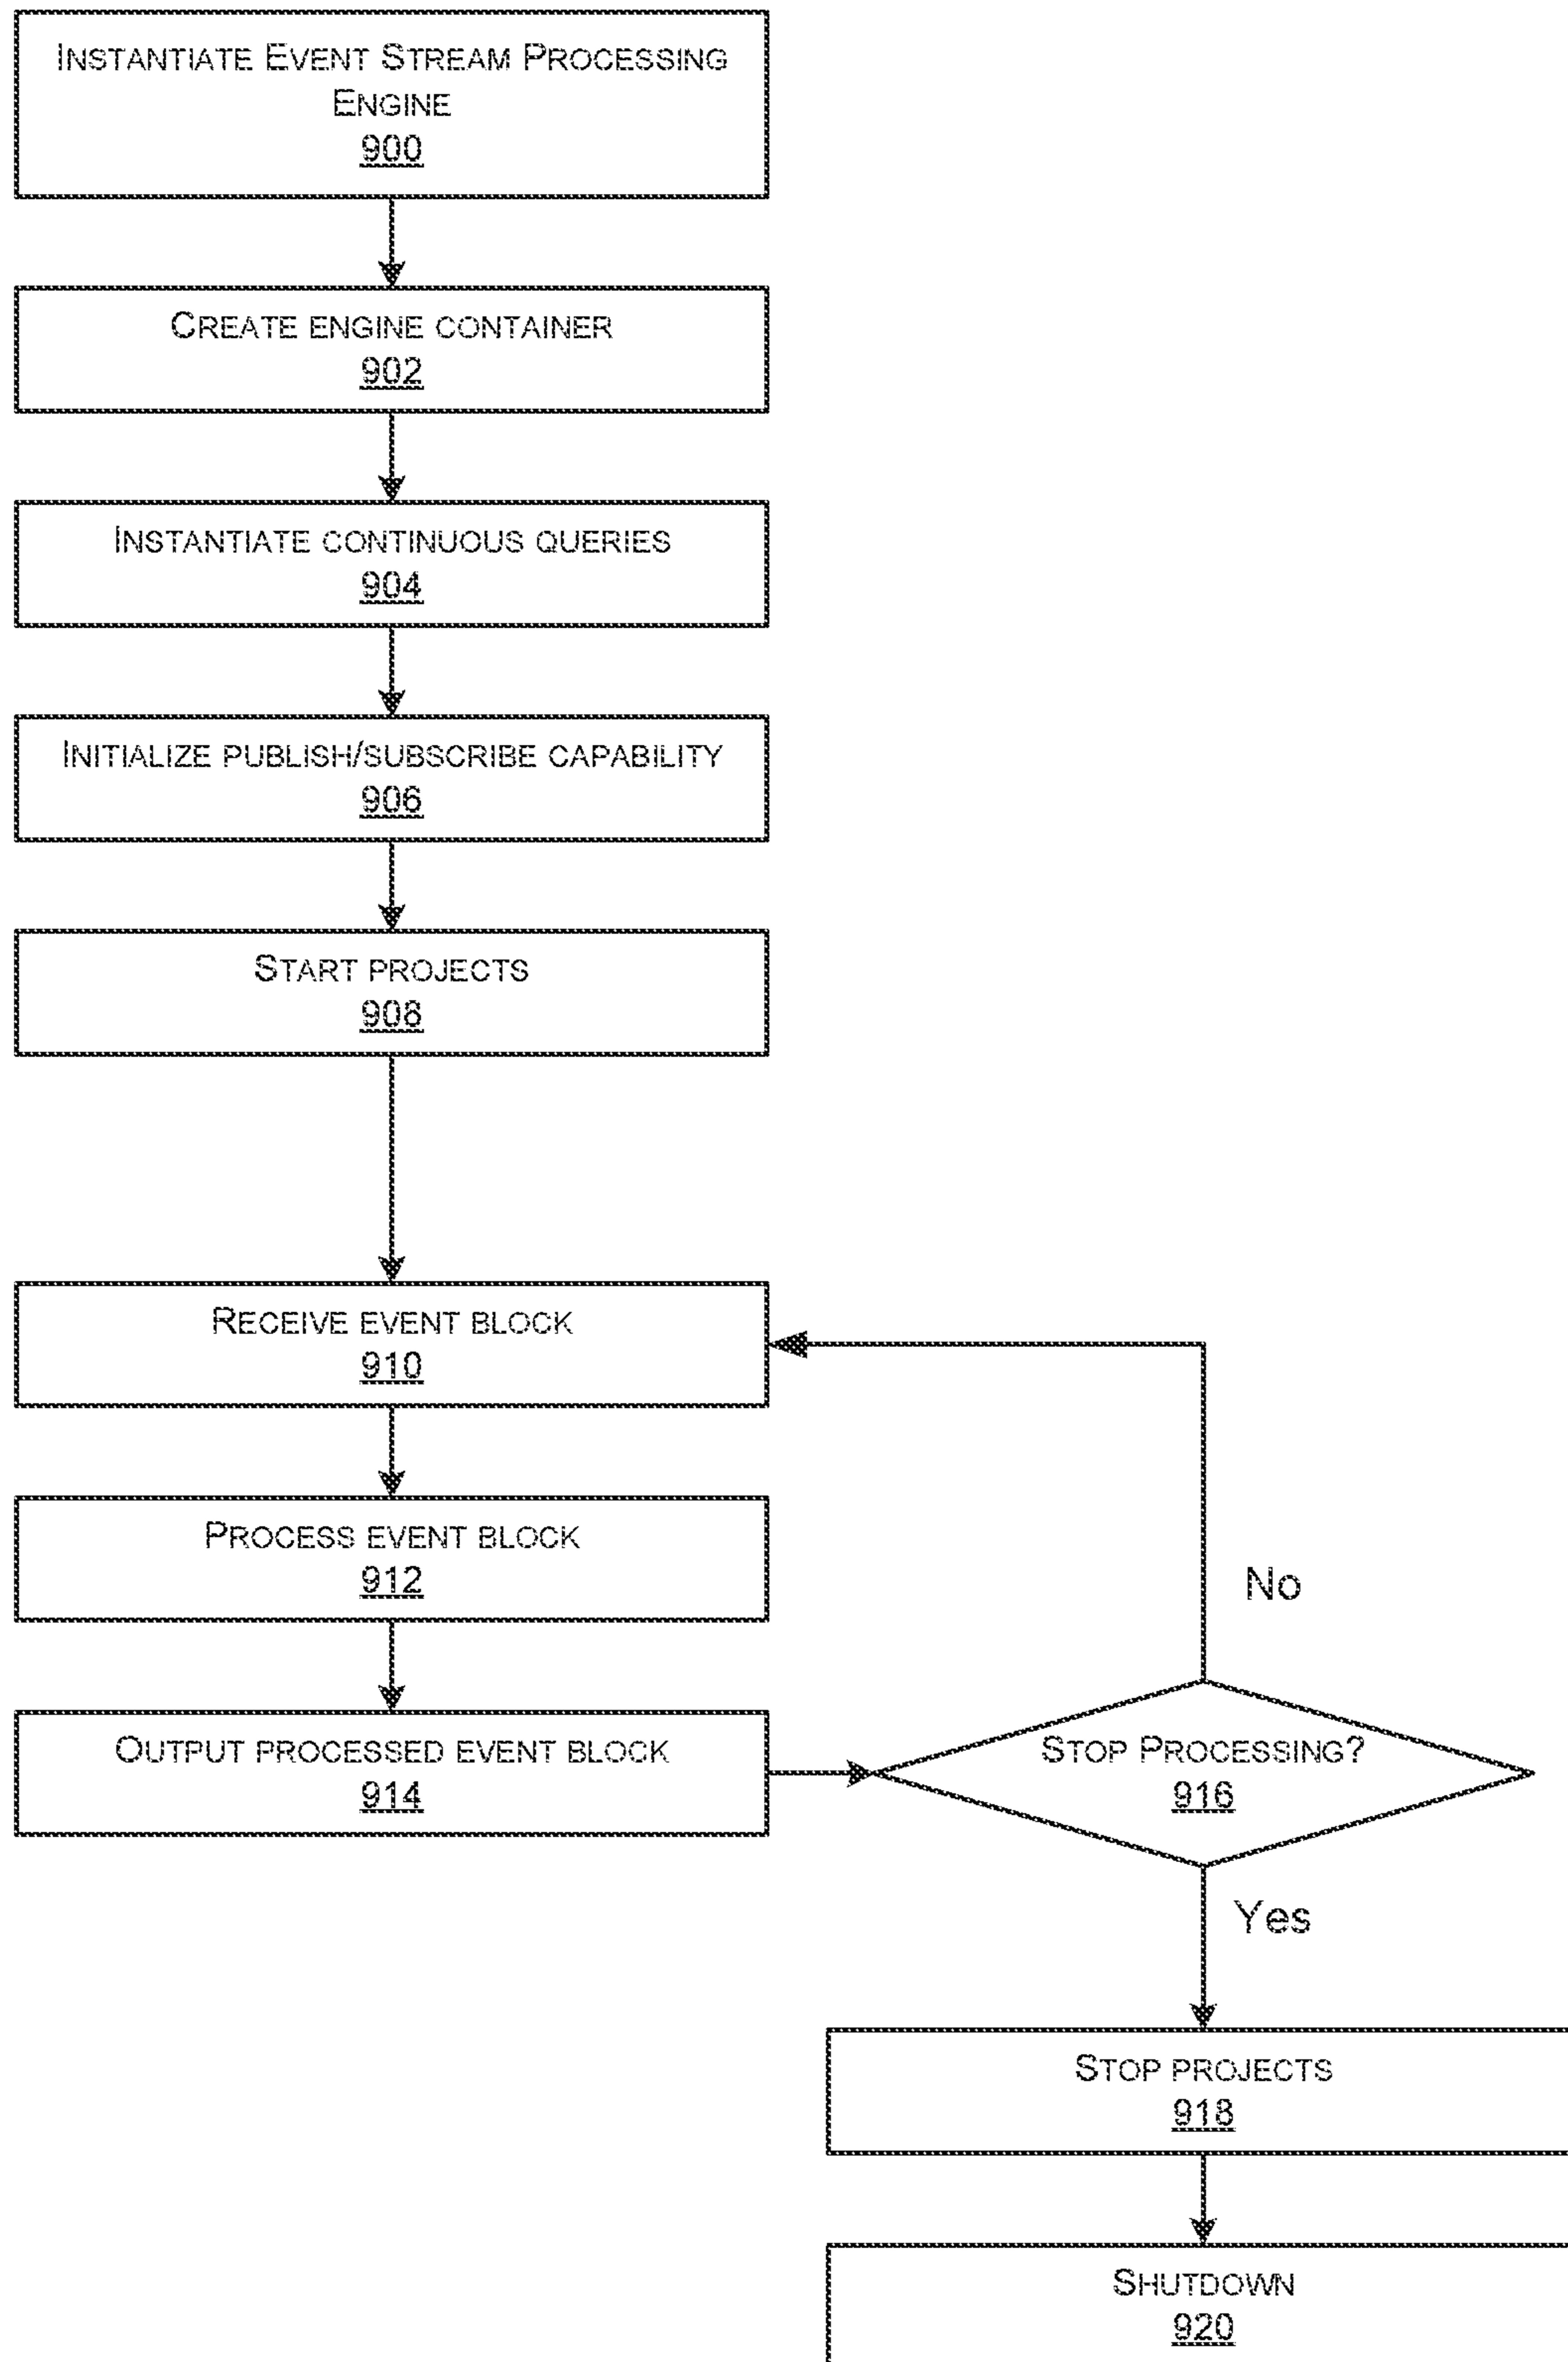 INSTANTIATE EVENT STREAM PROCESSING
ENGINE
900
CREATE ENGINE CONTAINER
902
INSTANTIATE CONTINUOUS QUERIES
904
INITIALIZE PUBLISH/SUBSCRIBE CAPABILITY
906
START PROJECTS
908
RECEIVE EVENT BLOCK
910
PROCESS EVENT BLOCK
912
No
OUTPUT PROCESSED EVENT BLOCK
914
STOP PROCESSING?
916
Yes
STOP PROJECTS
918
SHUTDOWN
920